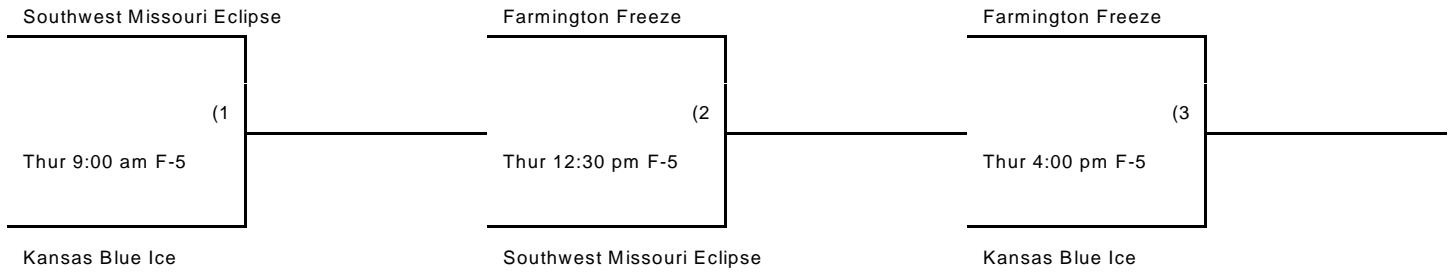 Southwest Missouri Eclipse
Farmington Freeze
Farmington Freeze
(1
(2
(3
Thur 9:00 am F-5
Thur 12:30 pm F-5
Thur 4:00 pm F-5
Kansas Blue Ice
Southwest Missouri Eclipse
Kansas Blue Ice